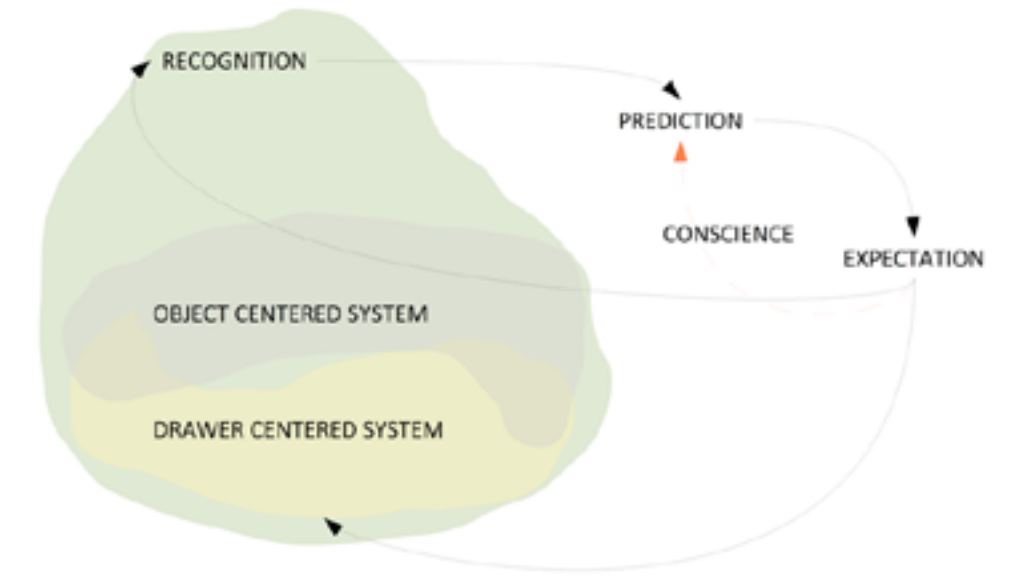 RECOGNITION
PREDICTION
CONSCIENCE
EXPECTATION
OBJECT CENTERED SYSTEM
DRAWER CENTERED SYSTEM